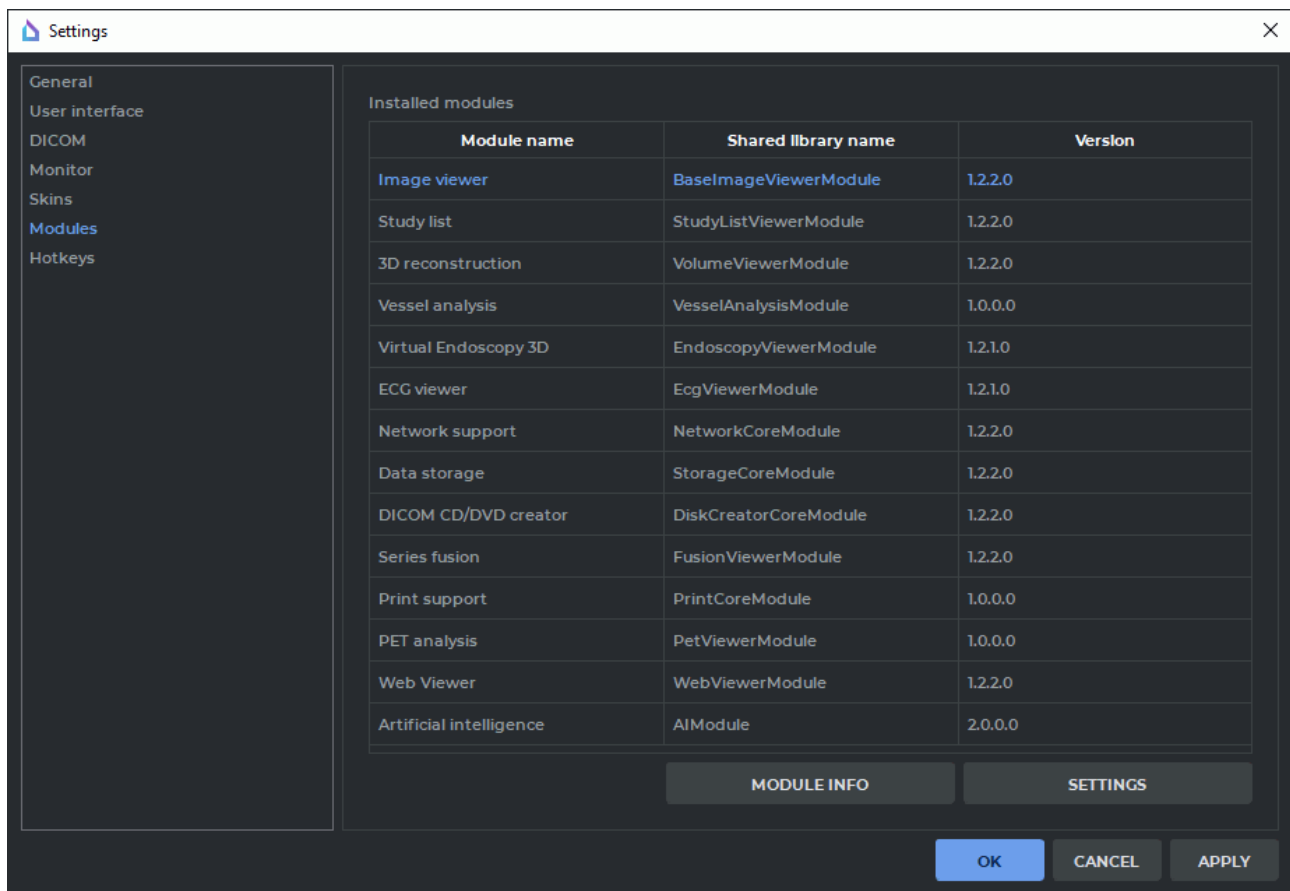 Settings
General
User interface
DICOM
Monitor
Skins
Modules
Hotkeys
Installed modules
Module name Shared library name Version
Image viewer BaseImageViewerModule 1.2.2.0
Study list StudyListViewerModule 1.2.2.0
3D reconstruction VolumeViewerModule 1.2.2.0
Vessel analysis VesselAnalysisModule 1.0.0.0
Virtual Endoscopy 3D EndoscopyViewerModule 1.2.1.0
ECG viewer EcgViewerModule 1.2.1.0
Network support NetworkCoreModule 1.2.2.0
Data storage StorageCoreModule 1.2.2.0
DICOM CD/DVD creator DiskCreatorCoreModule 1.2.2.0
Series fusion FusionViewerModule 1.2.2.0
Print support PrintCoreModule 1.0.0.0
PET analysis PetViewerModule 1.0.0.0
Web Viewer WebViewerModule 1.2.2.0
Artificial intelligence AIModule 2.0.0.0
MODULE INFO SETTINGS
OK CANCEL APPLY